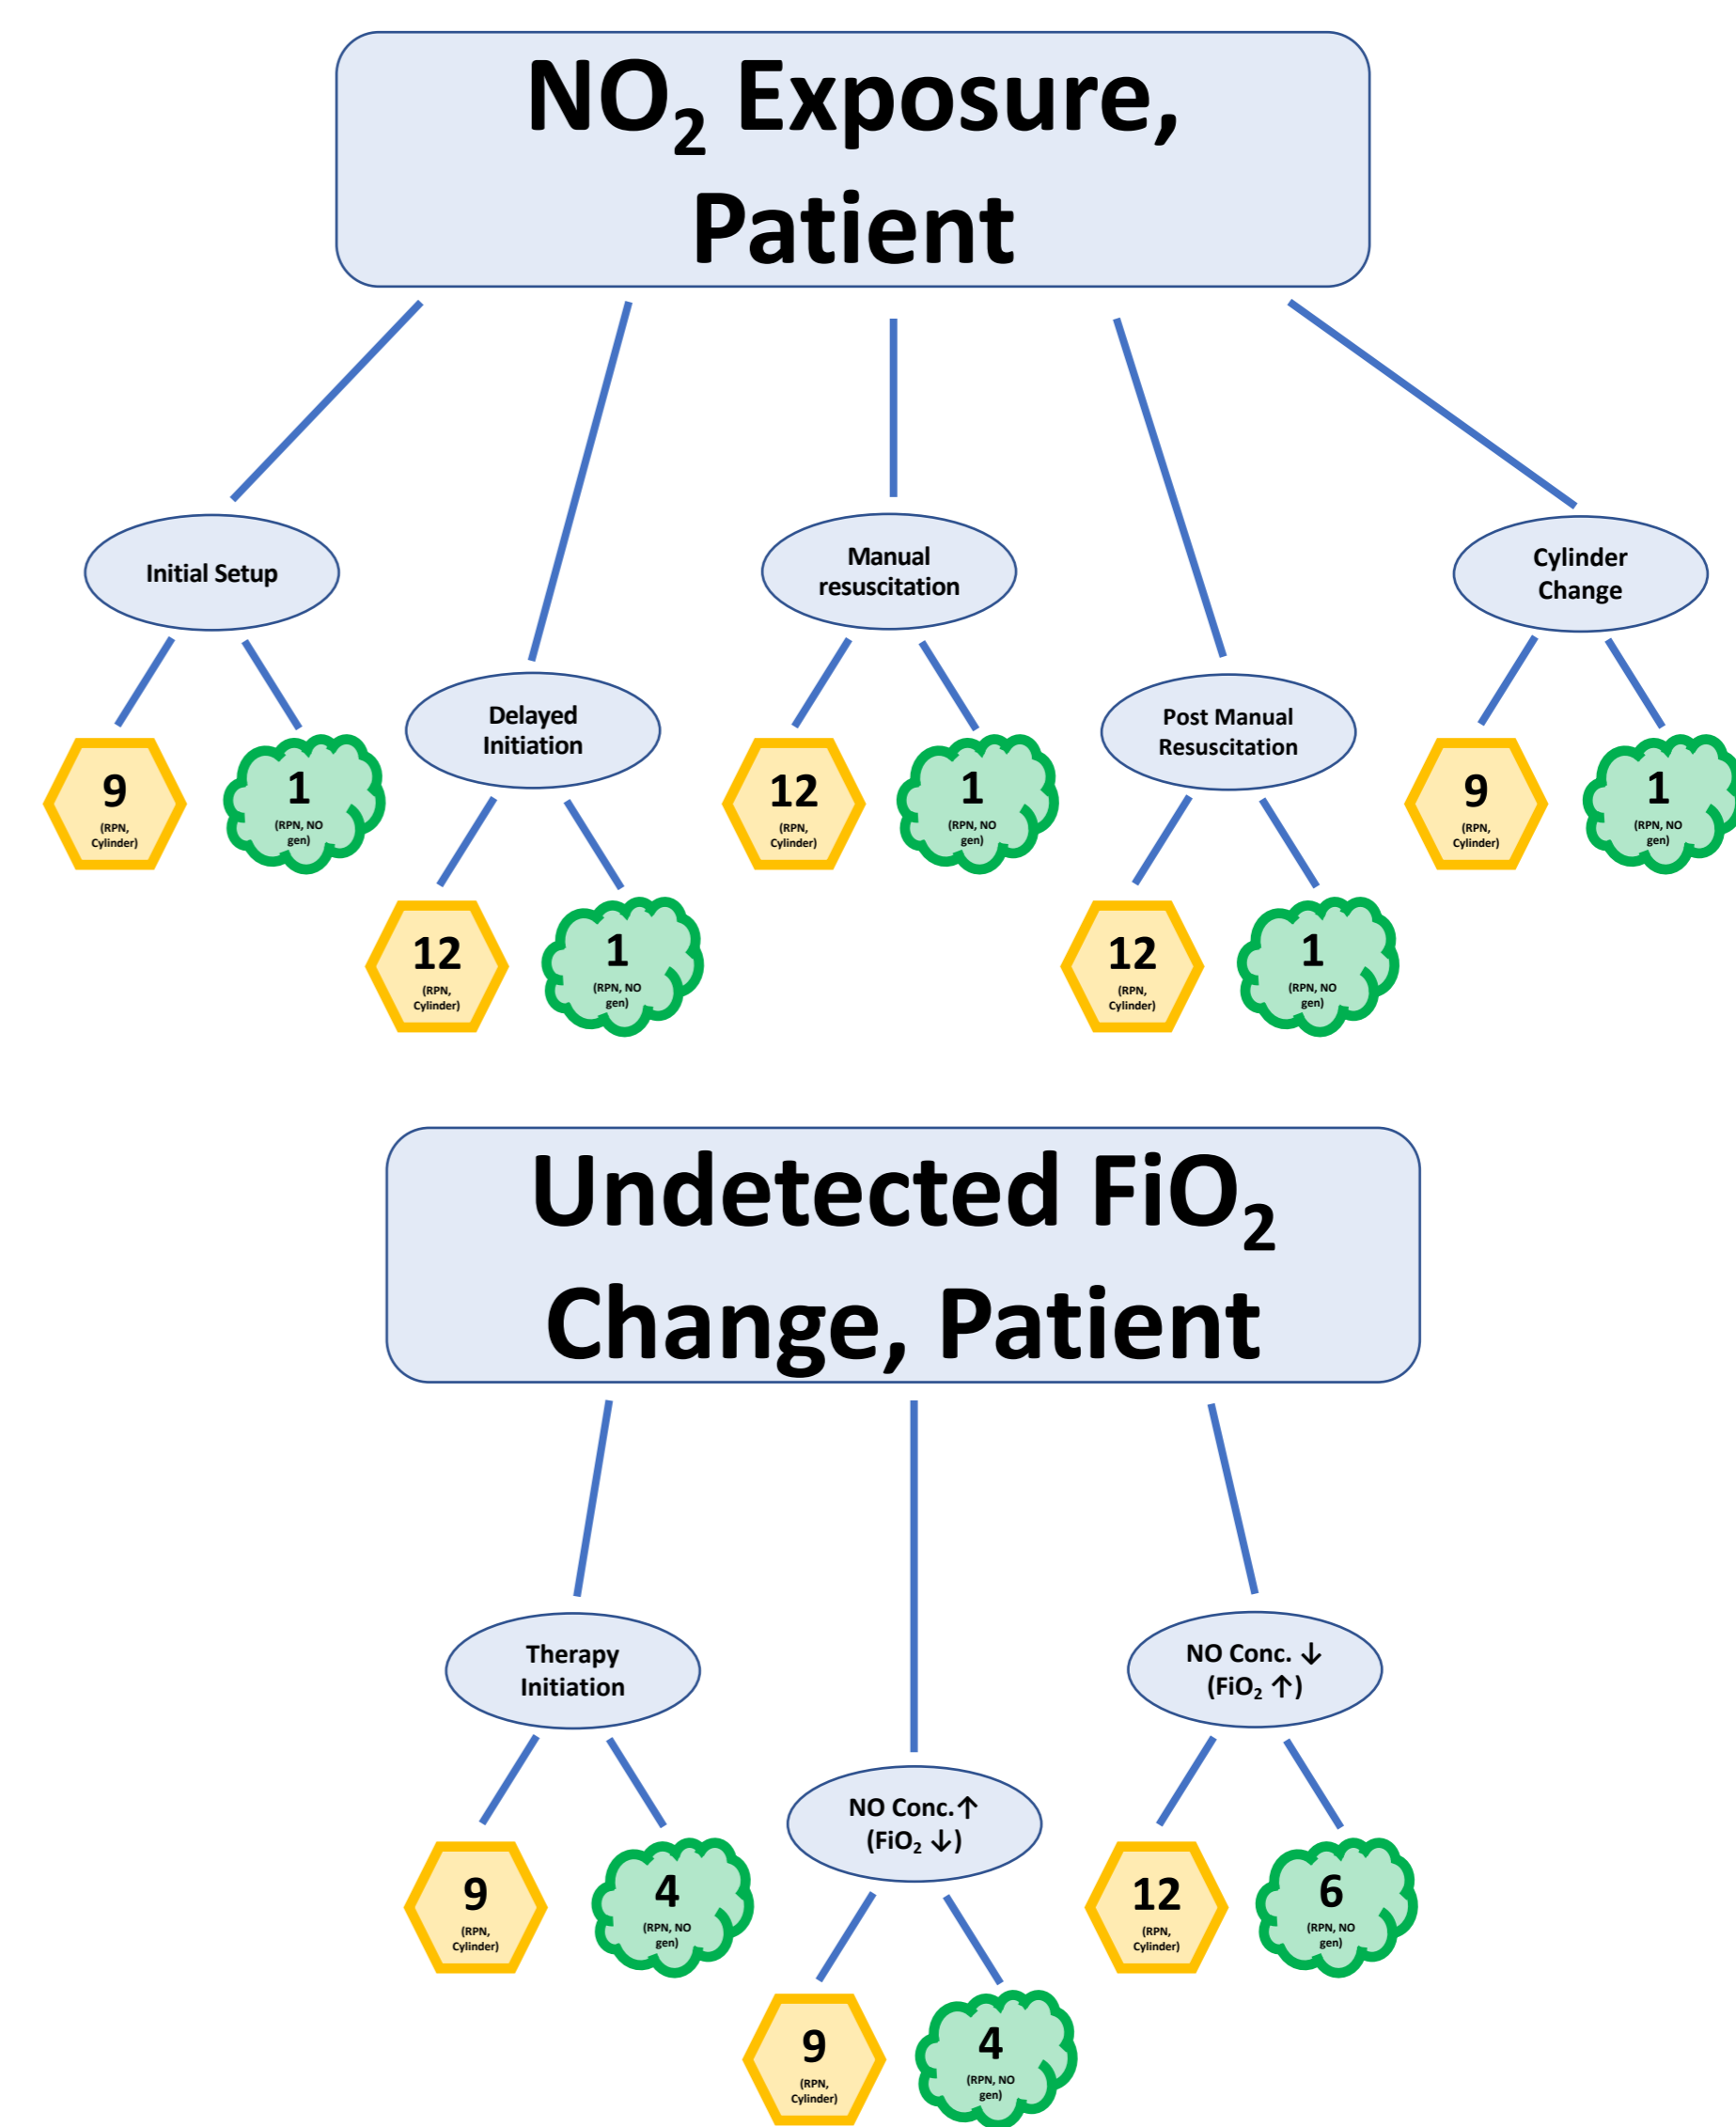 NO₂ Exposure,
Patient
Initial Setup
9
(RPN,
Cylinder)
1
(RPN, NO
gen)
Delayed
Initiation
12
(RPN,
Cylinder)
1
(RPN, NO
gen)
Manual
resuscitation
12
(RPN,
Cylinder)
1
(RPN, NO
gen)
Post Manual
Resuscitation
12
(RPN,
Cylinder)
1
(RPN, NO
gen)
Cylinder
Change
9
(RPN,
Cylinder)
1
(RPN, NO
gen)
Undetected FiO₂
Change, Patient
Therapy
Initiation
9
(RPN,
Cylinder)
4
(RPN, NO
gen)
NO Conc.↑
(FiO₂ ↓)
9
(RPN,
Cylinder)
4
(RPN, NO
gen)
NO Conc. ↓
(FiO₂ ↑)
12
(RPN,
Cylinder)
6
(RPN, NO
gen)